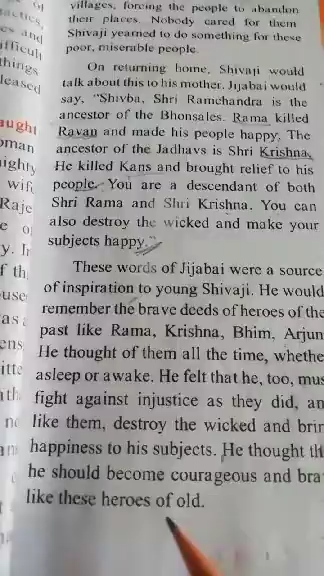 villages, forcing the people to abandon
their places. Nobody cared for them
Shivaji yearned to do something for these
poor, miserable people.
On returning home, Shivaji would
talk about this to his mother. Jijabai would
say, "Shivba, Shri Ramchandra is the
ancestor of the Bhonsales. Rama killed
Ravan and made his people happy. The
ancestor of the Jadhavs is Shri Krishna.
He killed Kans and brought relief to his
people. You are a descendant of both
Shri Rama and Shri Krishna. You can
also destroy the wicked and make your
subjects happy."
These words of Jijabai were a source
of inspiration to young Shivaji. He would
remember the brave deeds of heroes of the
past like Rama, Krishna, Bhim, Arjun
He thought of them all the time, whethe
asleep or awake. He felt that he, too, mus
fight against injustice as they did, an
like them, destroy the wicked and brin
happiness to his subjects. He thought th
he should become courageous and bra
like these heroes of old.